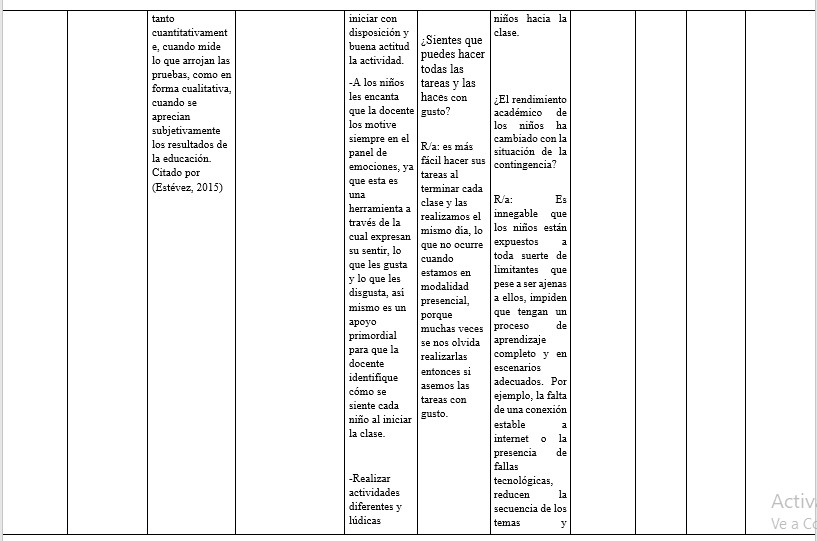 tanto
cuantitativament
e, cuando mide
lo que arrojan las
pruebas, como en
forma cualitativa,
cuando se
aprecian
subjetivamente
los resultados de
la educación.
Citado por
(Estévez, 2015)
iniciar con
disposición y
buena actitud
la actividad.
-A los niños
les encanta
que la docente
los motive
siempre en el
panel de
emociones, ya
que esta es
una
herramienta a
través de la
cual expresan
su sentir, lo
que les gusta
y lo que les
disgusta, así
mismo es un
apoyo
primordial
para que la
docente
identifique
cómo se
siente cada
niño al iniciar
la clase.
-Realizar
actividades
diferentes y
lúdicas
¿Sientes que
puedes hacer
todas las
tareas y las
haces con
gusto?
R/a: es más
fácil hacer sus
tareas al
terminar cada
clase y las
realizamos el
mismo día, lo
que no ocurre
cuando
estamos en
modalidad
presencial,
porque
muchas veces
se nos olvida
realizarlas
entonces si
asemos las
tareas con
gusto.
niños hacia la
clase.
¿El rendimiento
académico de
los niños ha
cambiado con la
situación de la
contingencia?
R/a: Es
innegable que
los niños están
expuestos a
toda suerte de
limitantes que
pese a ser ajenas
a ellos, impiden
que tengan un
proceso de
aprendizaje
completo y en
escenarios
adecuados. Por
ejemplo, la falta
de una conexión
estable a
internet o la
presencia de
fallas
tecnológicas,
reducen la
secuencia de los
temas y
Activ
Ve a Co